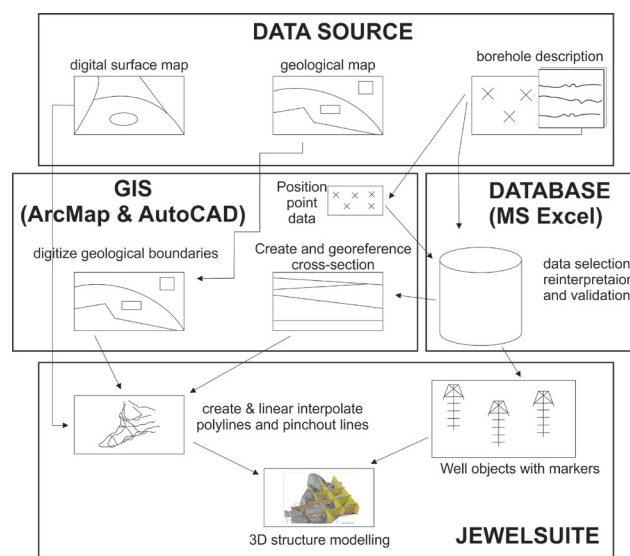 DATA SOURCE
digital surface map
geological map
borehole description
GIS
(ArcMap & AutoCAD)
Position
point
data
DATABASE
(MS Excel)
digitize geological boundaries
Create and georeference
cross-section
data selection
reinterpretaion
and validation
create & linear interpolate
polylines and pinchout lines
Well objects with markers
3D structure modelling
JEWELSUITE